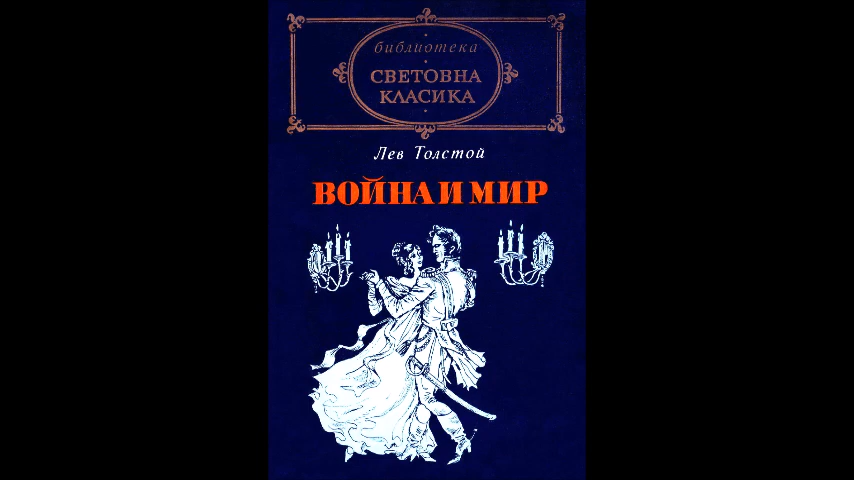 библиотека
СВЕТОВНА
КЛАСИКА
Лев Толстой
ВОЙНА И МИР